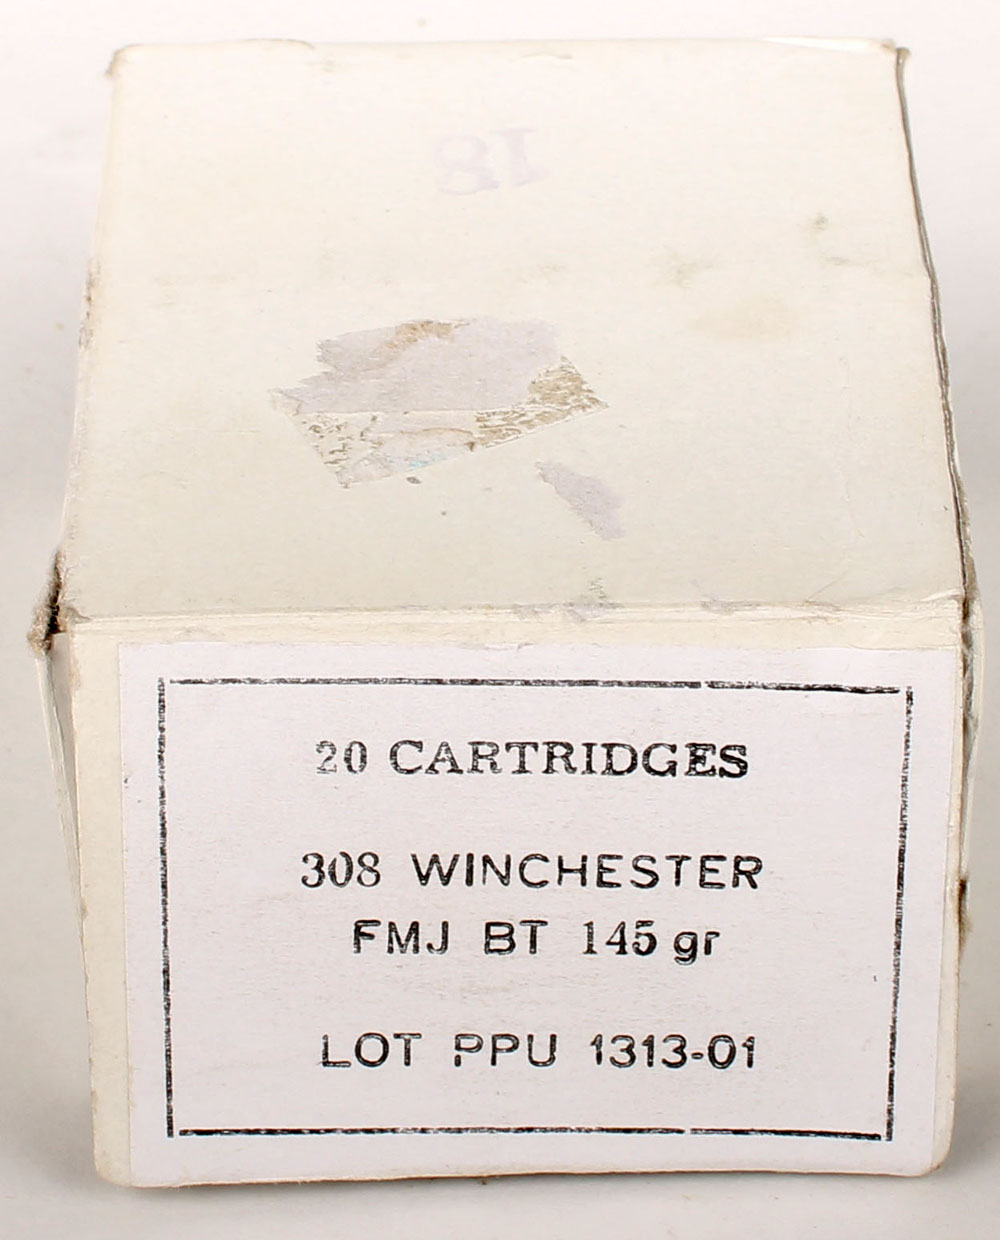 18
20 CARTRIDGES
308 WINCHESTER
FMJ BT 145 gr
LOT PPU 1313-01